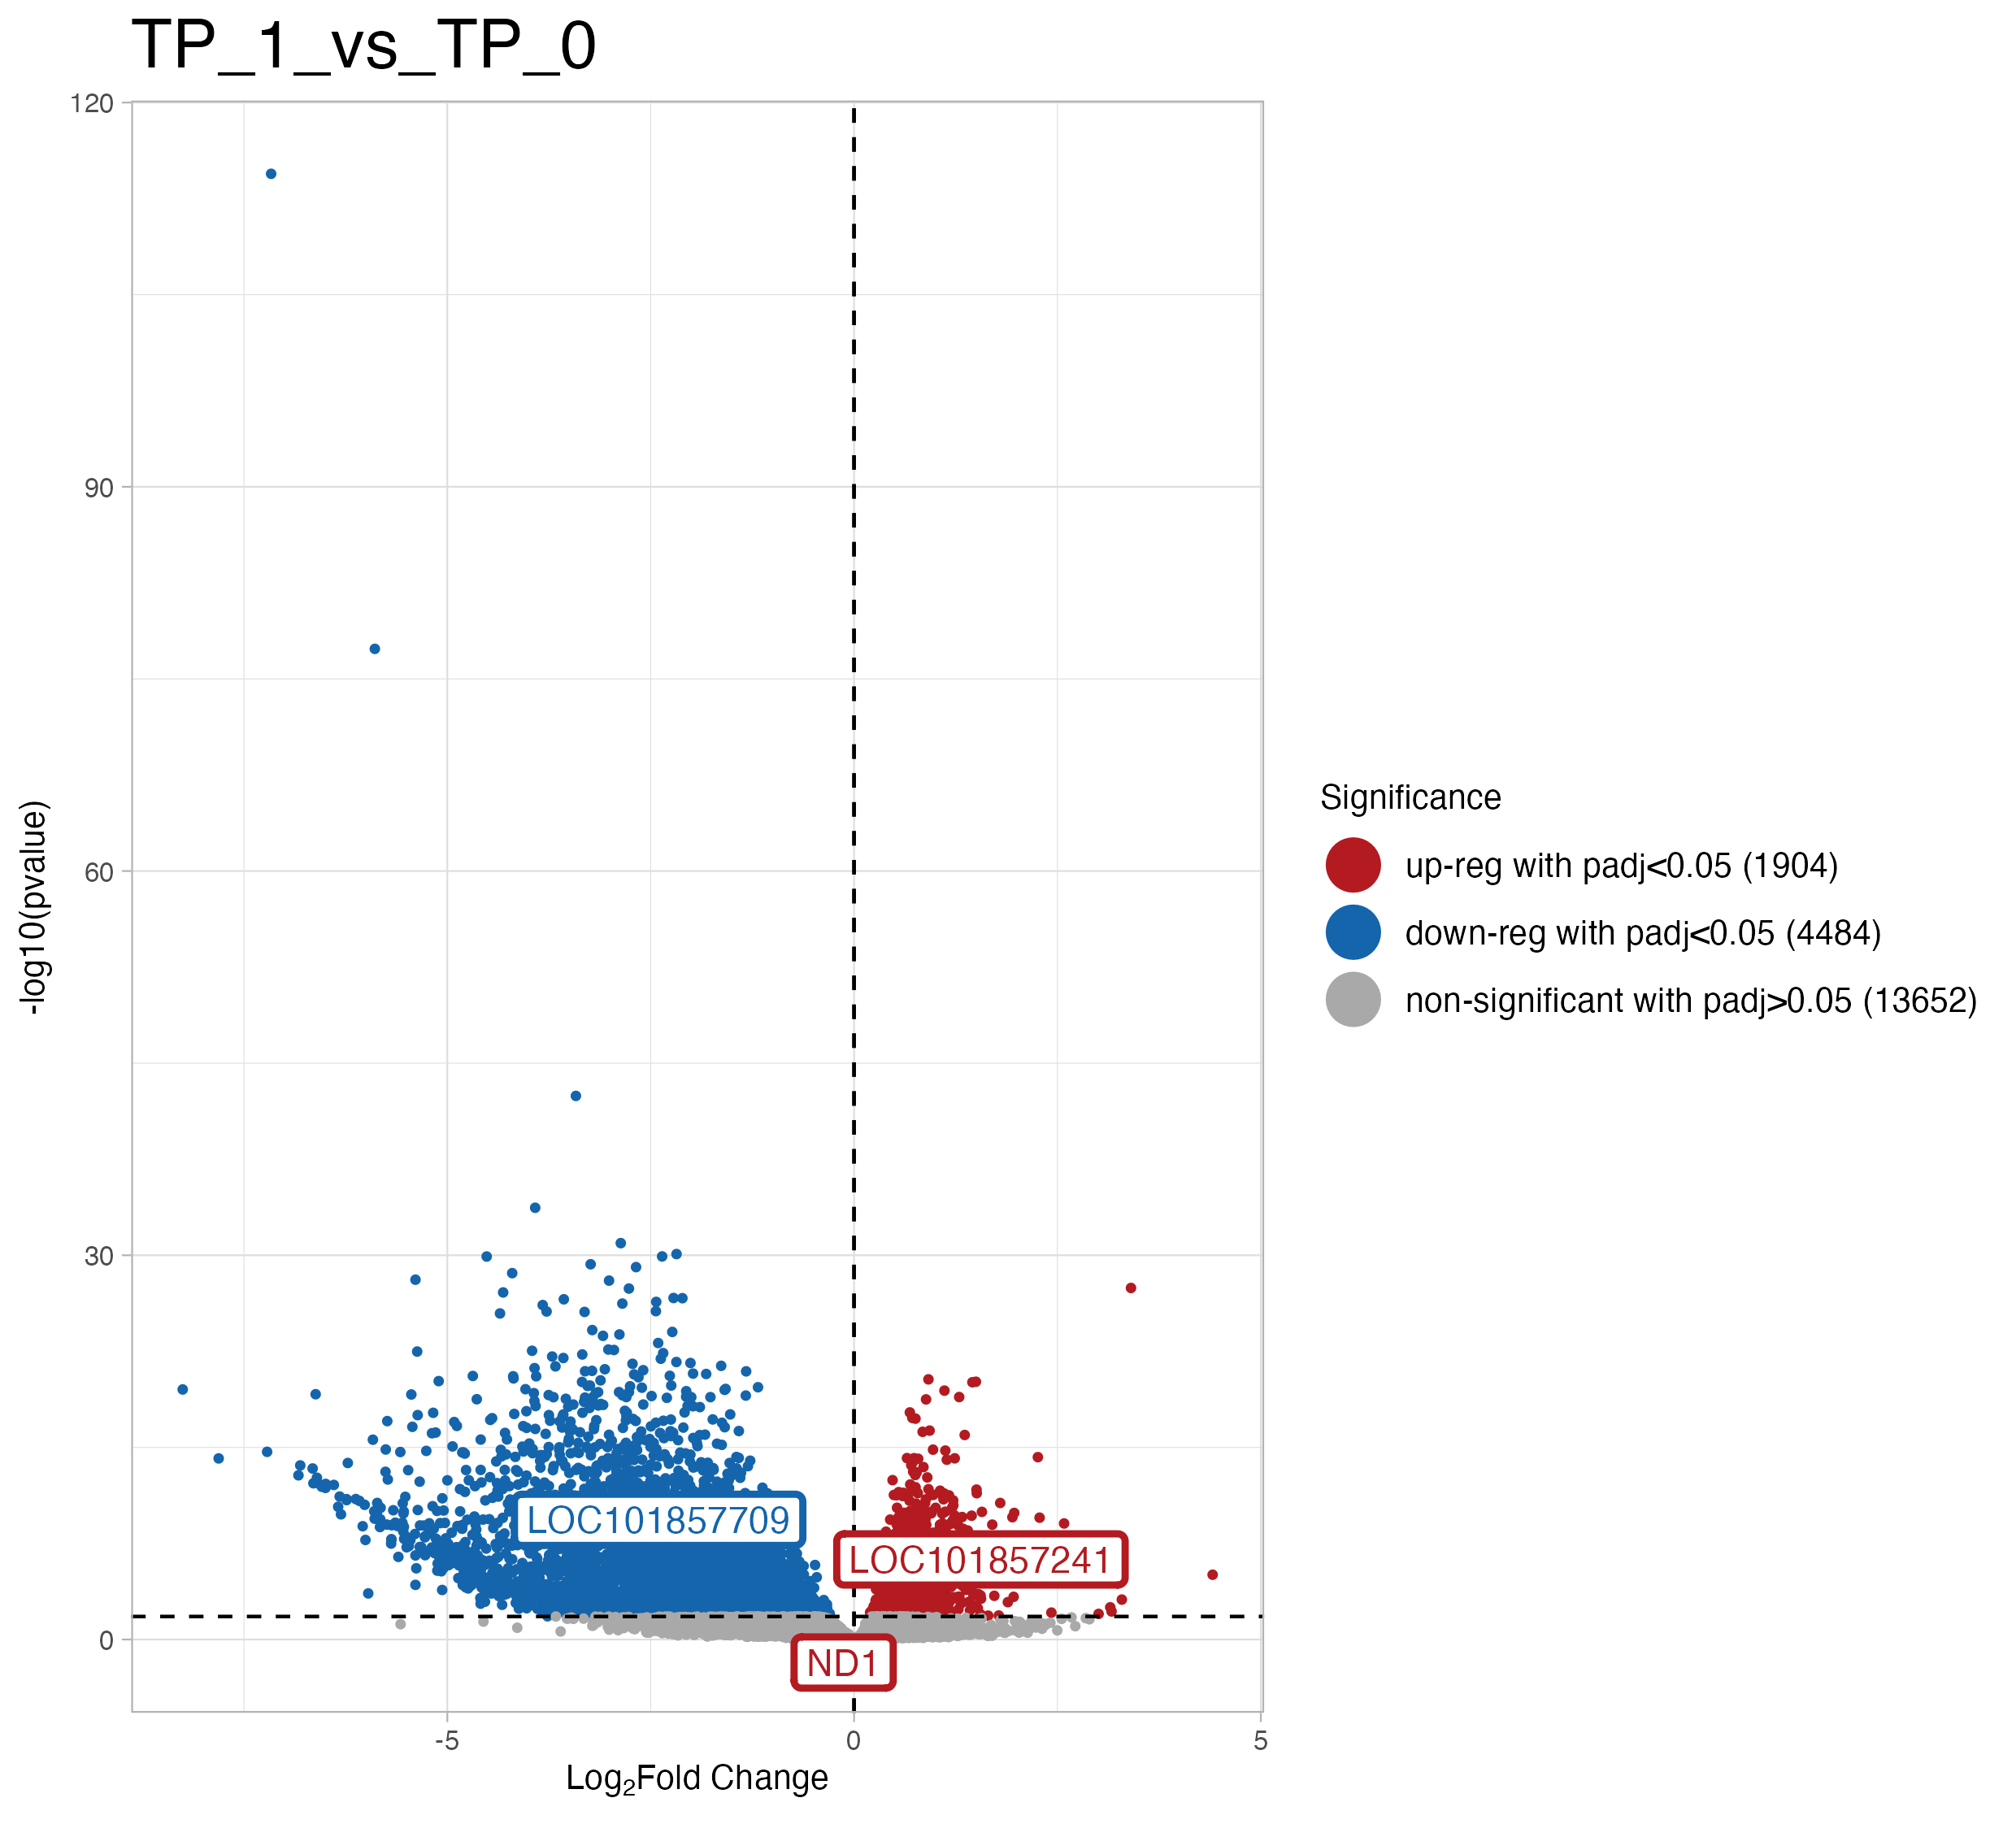 TP_1_vs_TP_0
120
90
60
30
0
-log10(pvalue)
LOC101857709
LOC101857241
ND1
-5
0
5
Log₂Fold Change
Significance
up-reg with padj<0.05 (1904)
down-reg with padj<0.05 (4484)
non-significant with padj>0.05 (13652)